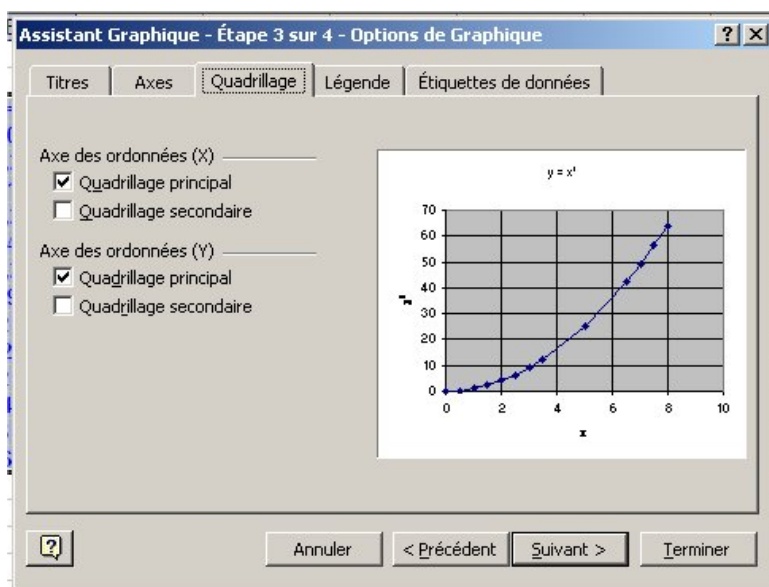 Assistant Graphique - Étape 3 sur 4 - Options de Graphique
Titres Axes Quadrillage Légende Étiquettes de données
Axe des ordonnées (X)
Quadrillage principal
Quadrillage secondaire
Axe des ordonnées (Y)
Quadrillage principal
Quadrillage secondaire
70
60
50
40
30
20
10
0
0 2 4 6 8 10
x
Annuler < Précédent Suivant > Terminer